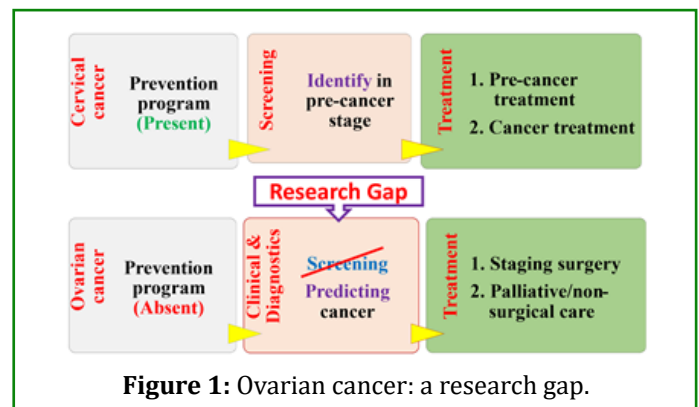 Cervical
cancer
Prevention
program
(Present)
Screening
Identify in
pre-cancer
stage
Treatment
1. Pre-cancer
treatment
2. Cancer treatment
Research Gap
Ovarian
cancer
Prevention
program
(Absent)
Clinical &
Diagnostics
Screening
Predicting
cancer
Treatment
1. Staging surgery
2. Palliative/non-
surgical care
Figure 1: Ovarian cancer: a research gap.